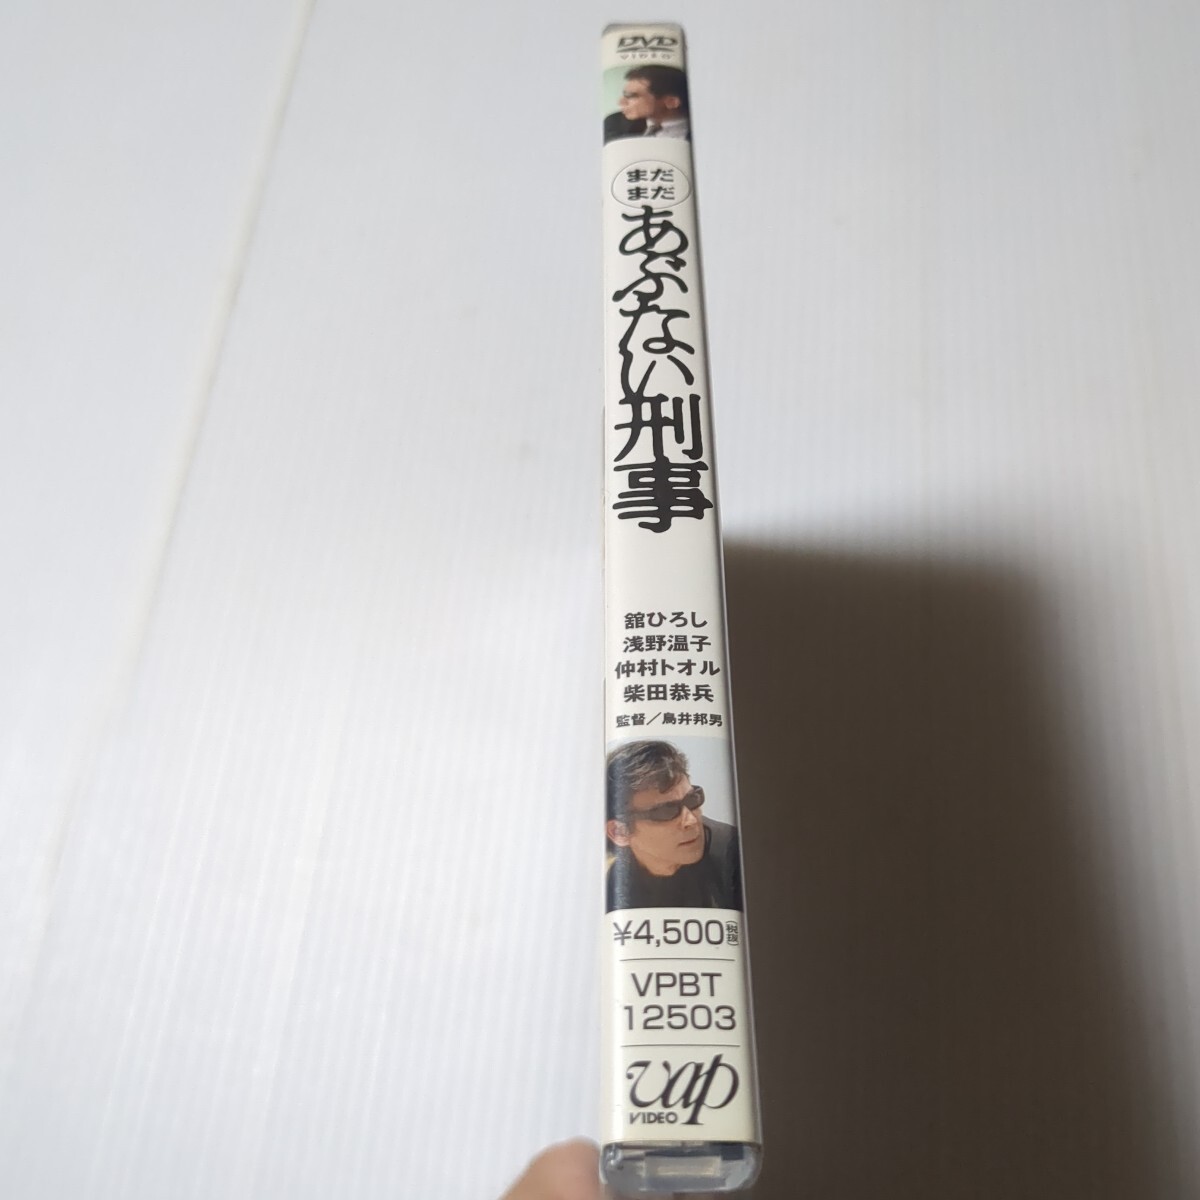 DVD
VIDEO
まだ
まだ
あぶない刑事
舘ひろし
浅野温子
仲村トオル
柴田恭兵
監督／鳥井邦男
¥4,500(税抜)
VPBT
12503
vap
VIDEO